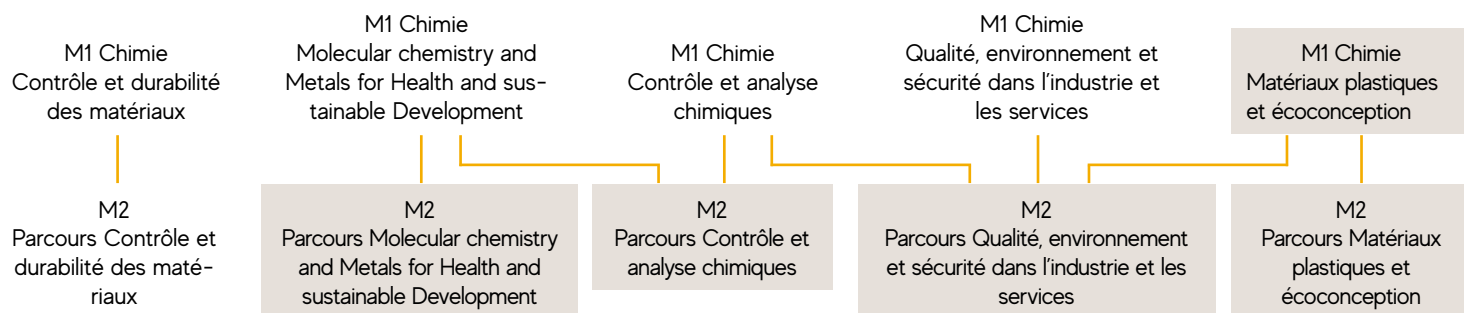 M1 Chimie
Contrôle et durabilité
des matériaux
M1 Chimie
Molecular chemistry and
Metals for Health and sus-
tainable Development
M1 Chimie
Contrôle et analyse
chimiques
M1 Chimie
Qualité, environnement et
sécurité dans l'industrie et
les services
M1 Chimie
Matériaux plastiques
et écoconception
M2
Parcours Contrôle et
durabilité des maté-
riaux
M2
Parcours Molecular chemistry
and Metals for Health and
sustainable Development
M2
Parcours Contrôle et
analyse chimiques
M2
Parcours Qualité, environnement
et sécurité dans l'industrie et les
services
M2
Parcours Matériaux
plastiques et
écoconception